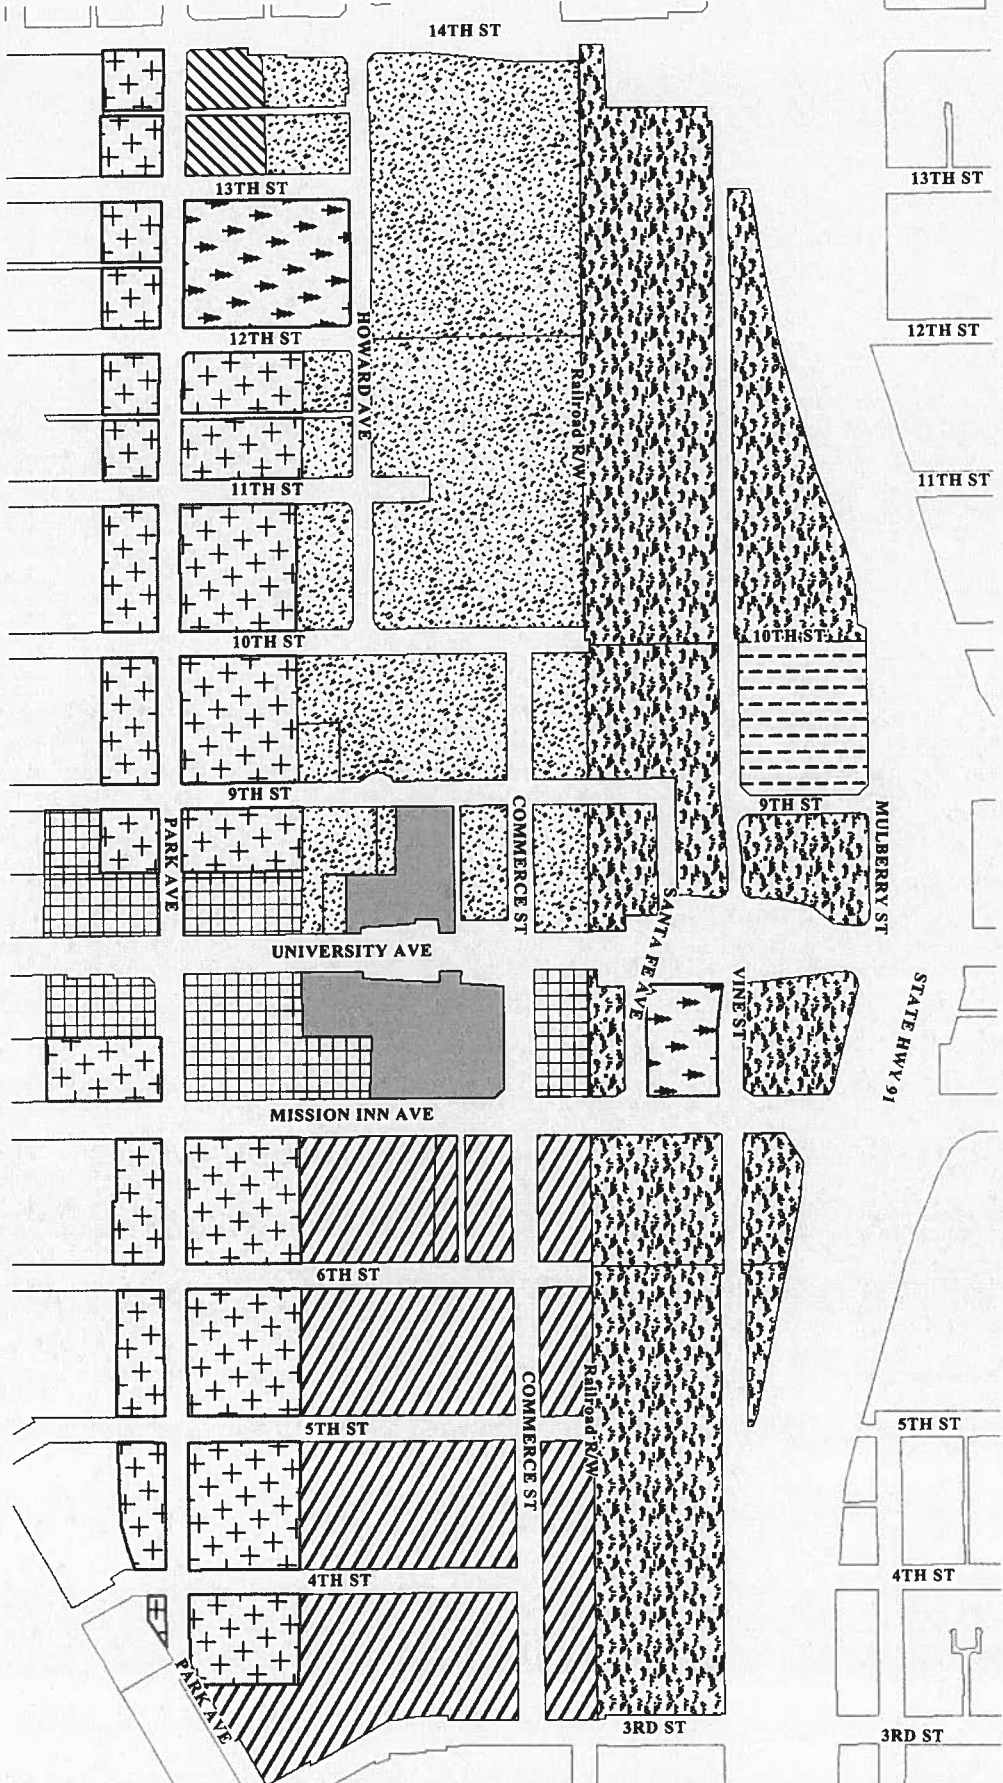 14TH ST
13TH ST
13TH ST
12TH ST
12TH ST
HOWARD AVE
Railroad R/W
11TH ST
11TH ST
10TH ST
10TH ST
9TH ST
9TH ST
PARK AVE
COMMERCE ST
MULBERRY ST
SANTA FE AVE
UNIVERSITY AVE
VINE ST
STATE HWY 91
MISSION INN AVE
6TH ST
COMMERCE ST
Railroad R/W
5TH ST
5TH ST
4TH ST
4TH ST
PARK AVE
3RD ST
3RD ST